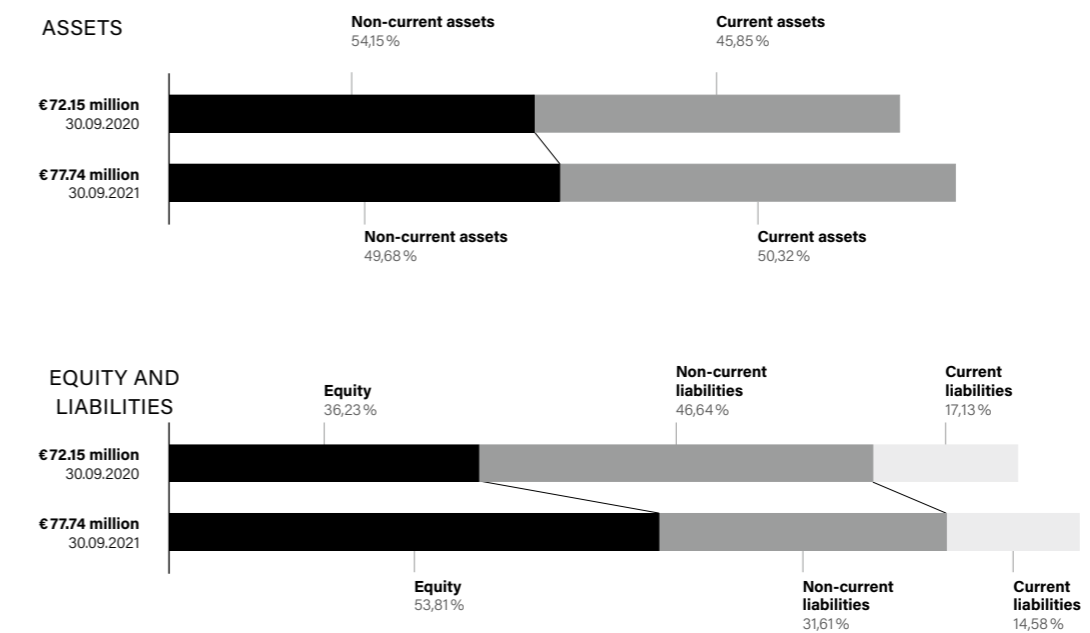 ASSETS
Non-current assets
54,15 %
Current assets
45,85 %
€ 72.15 million
30.09.2020
€ 77.74 million
30.09.2021
Non-current assets
49,68 %
Current assets
50,32 %
EQUITY AND
LIABILITIES
Equity
36,23 %
Non-current
liabilities
46,64 %
Current
liabilities
17,13 %
€ 72.15 million
30.09.2020
€ 77.74 million
30.09.2021
Equity
53,81 %
Non-current
liabilities
31,61 %
Current
liabilities
14,58 %